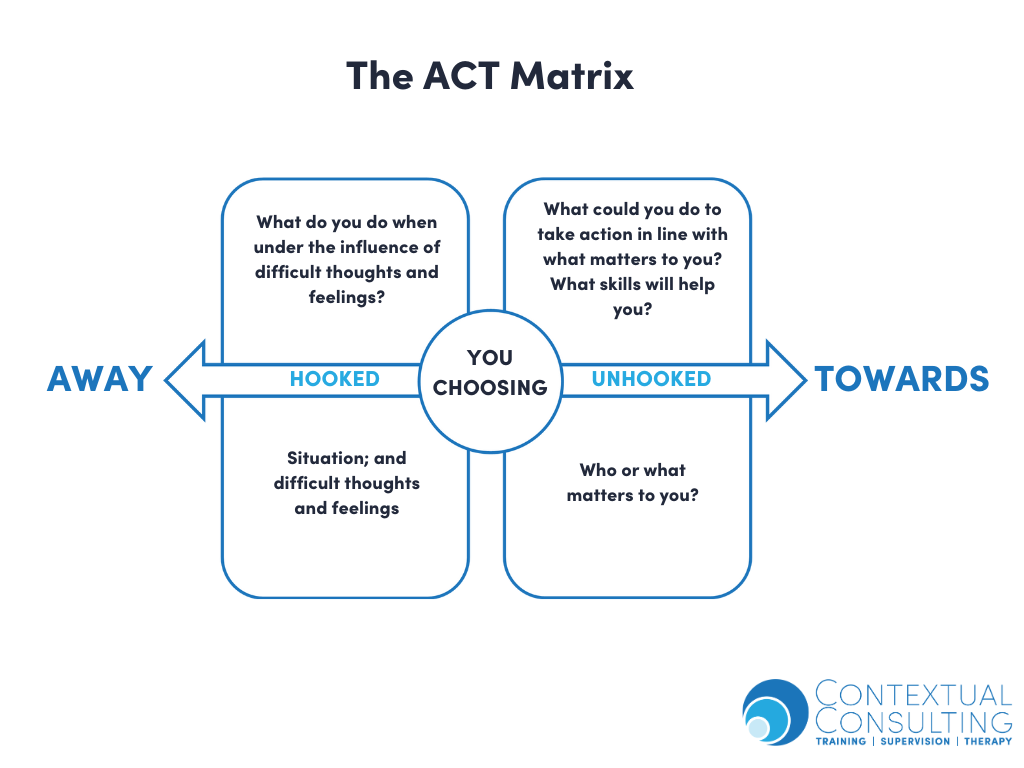 The ACT Matrix
What do you do when
under the influence of
difficult thoughts and
feelings?
What could you do to
take action in line with
what matters to you?
What skills will help
you?
AWAY
HOOKED
YOU
CHOOSING
UNHOOKED
TOWARDS
Situation; and
difficult thoughts
and feelings
Who or what
matters to you?
CONTEXTUAL
CONSULTING
TRAINING | SUPERVISION | THERAPY